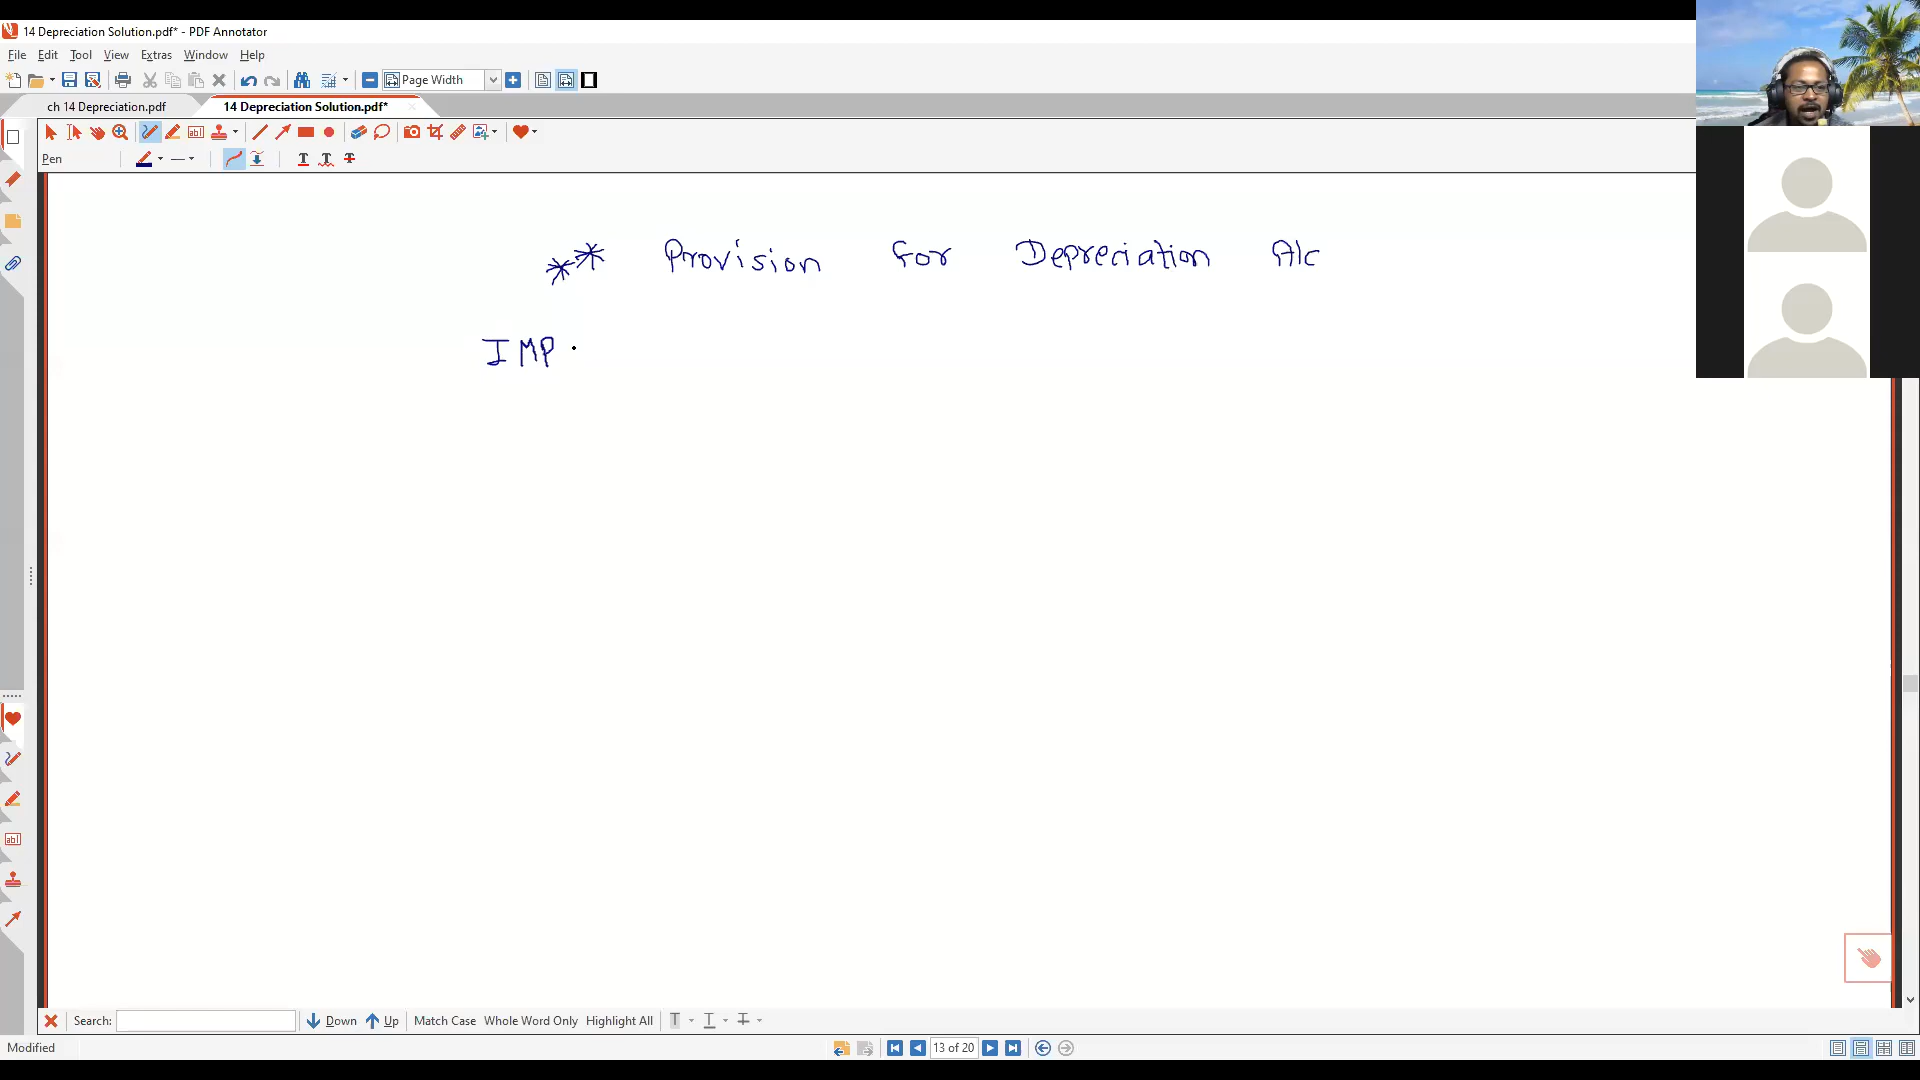 14 Depreciation Solution.pdf* - PDF Annotator
File Edit Tool View Extras Window Help
Page Width
ch 14 Depreciation.pdf 14 Depreciation Solution.pdf*
Pen
** Provision For Depreciation A/c
IMP
Search: Down Up Match Case Whole Word Only Highlight All
Modified 13 of 20